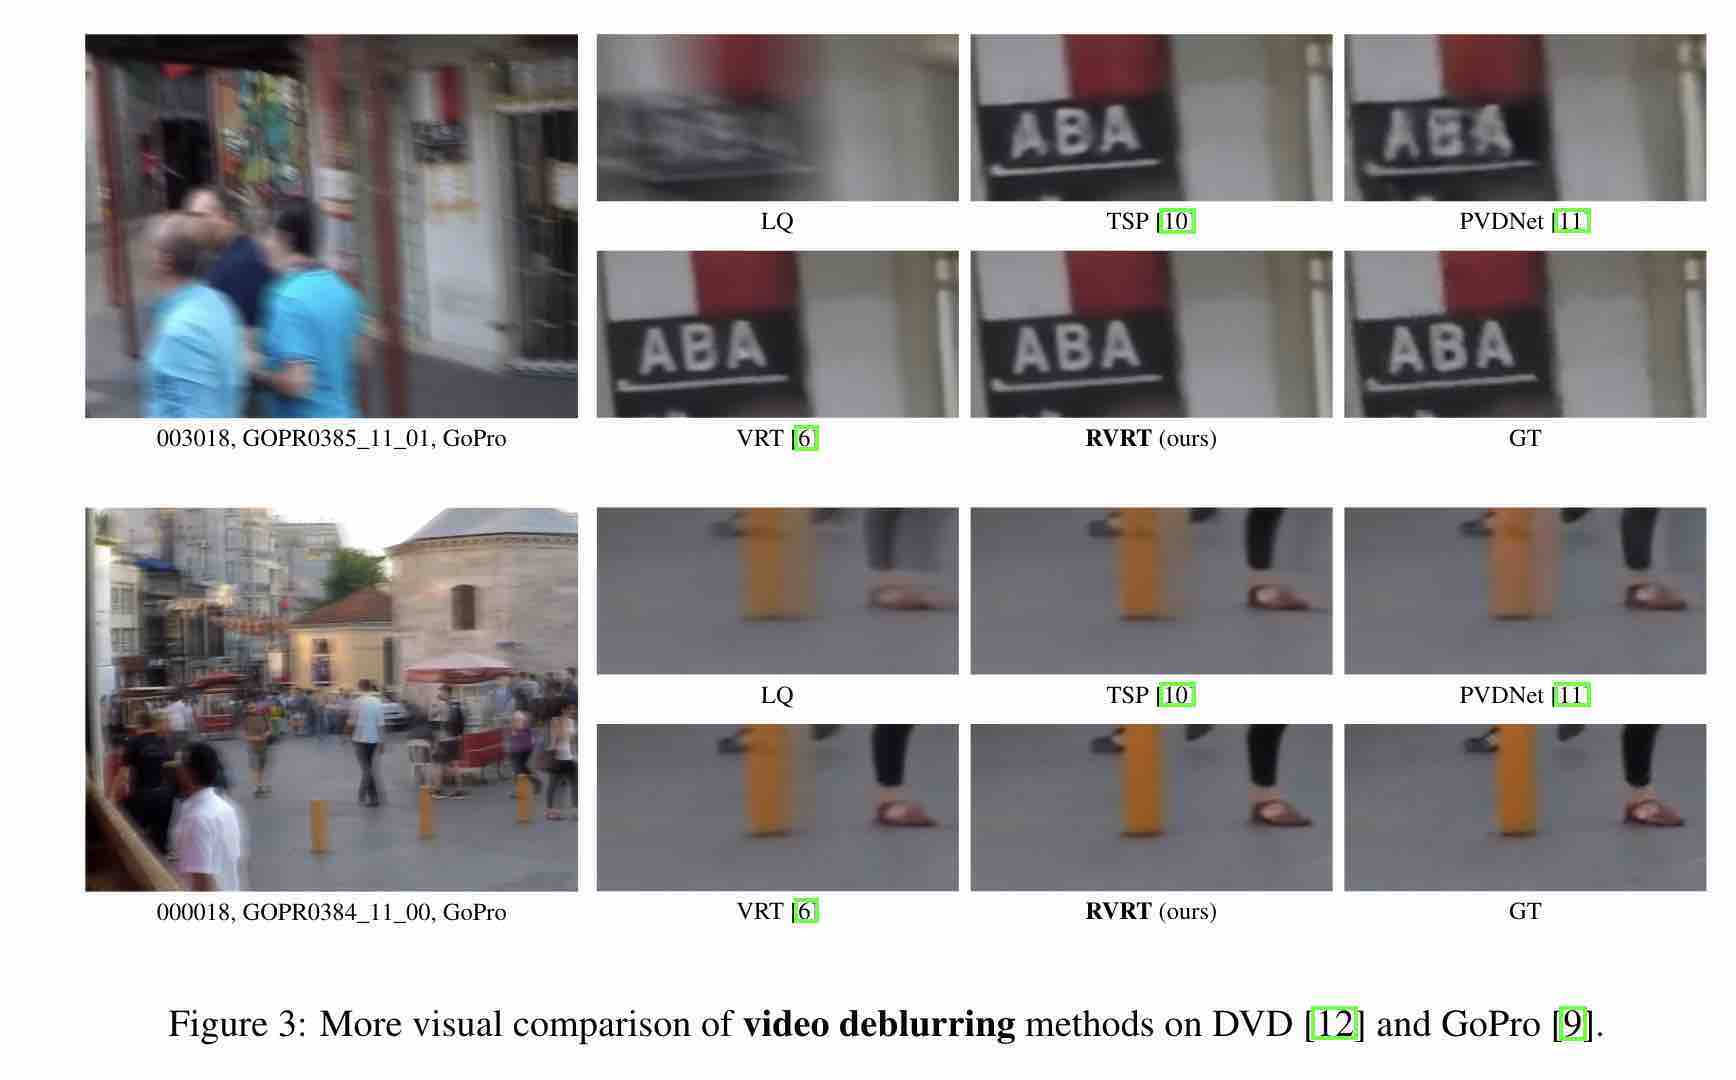 ABA
ABA
LQ
TSP [10]
PVDNet [11]
ABA
ABA
ABA
003018, GOPR0385_11_01, GoPro
VRT [6]
RVRT (ours)
GT
LQ
TSP [10]
PVDNet [11]
000018, GOPR0384_11_00, GoPro
VRT [6]
RVRT (ours)
GT
Figure 3: More visual comparison of video deblurring methods on DVD [12] and GoPro [9].